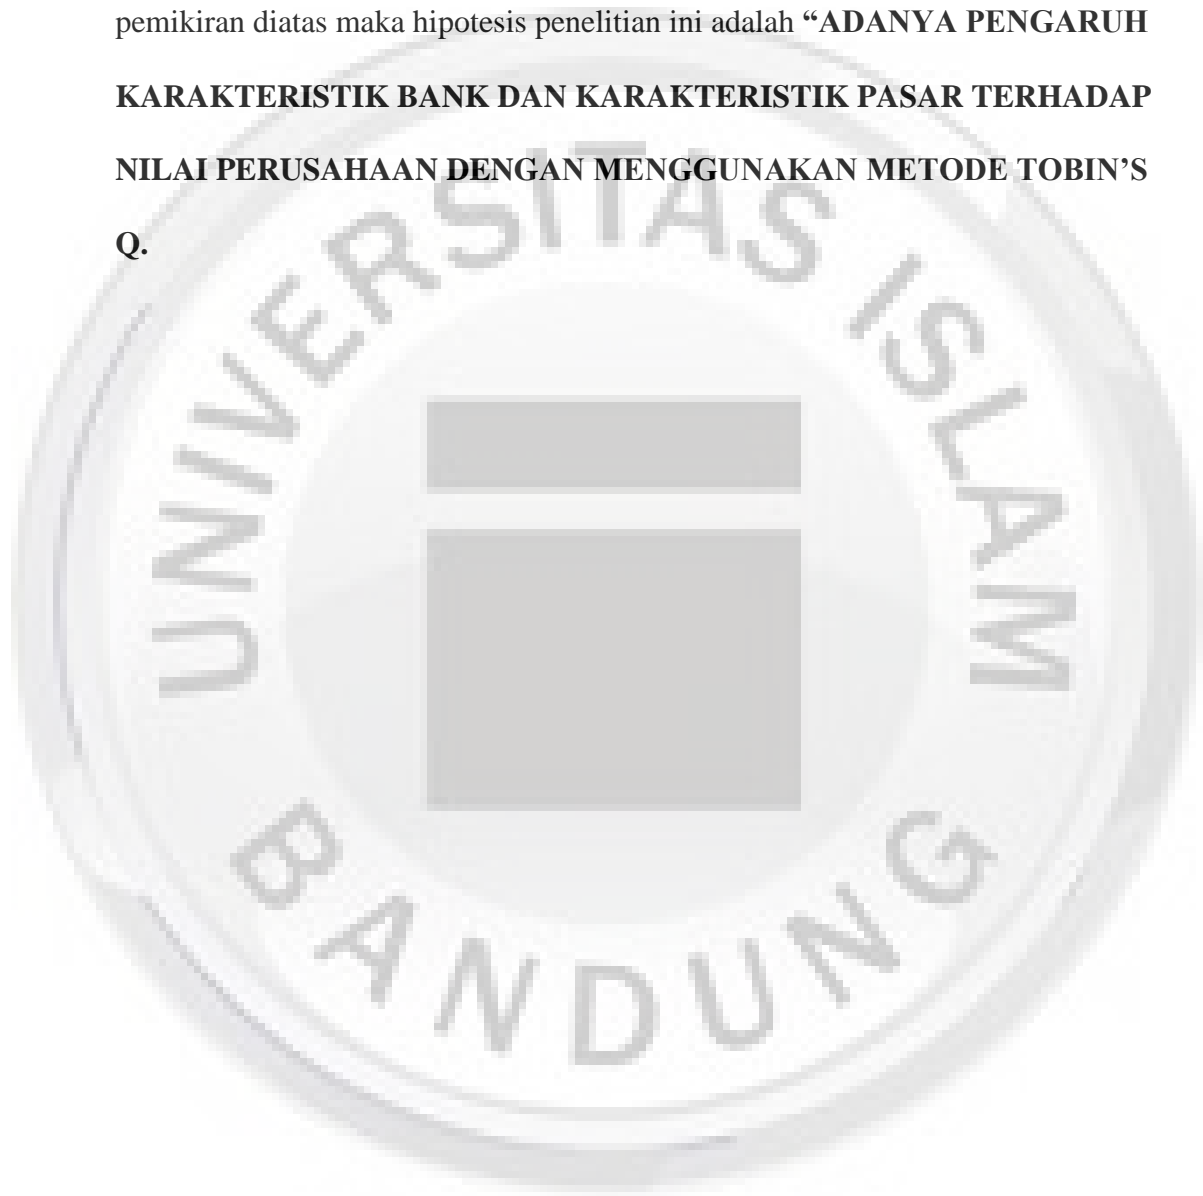 pemikiran diatas maka hipotesis penelitian ini adalah “ADANYA PENGARUH
KARAKTERISTIK BANK DAN KARAKTERISTIK PASAR TERHADAP
NILAI PERUSAHAAN DENGAN MENGGUNAKAN METODE TOBIN’S
Q.
UNIVERSITAS ISLAM
BANDUNG